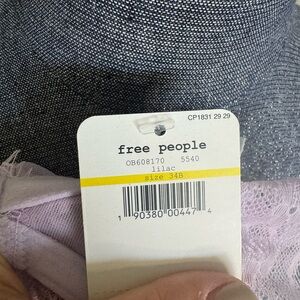 CP1831 29 29
free people
OB608170 5540
lilac
size 34B
1 90380 00447 4